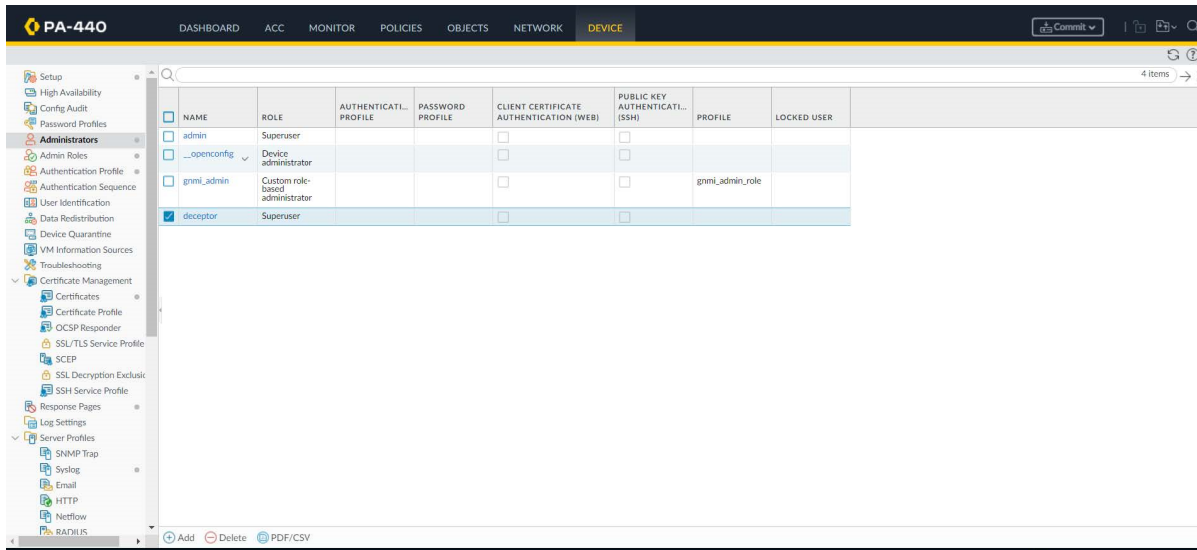 PA-440
DASHBOARD ACC MONITOR POLICIES OBJECTS NETWORK DEVICE
Commit
4 items
Setup
High Availability
Config Audit
Password Profiles
Administrators
Admin Roles
Authentication Profile
Authentication Sequence
User Identification
Data Redistribution
Device Quarantine
VM Information Sources
Troubleshooting
Certificate Management
Certificates
Certificate Profile
OCSP Responder
SSL/TLS Service Profile
SCEP
SSL Decryption Exclusic
SSH Service Profile
Response Pages
Log Settings
Server Profiles
SNMP Trap
Syslog
Email
HTTP
Netflow
RADIUS
NAME
ROLE
AUTHENTICATI...
PROFILE
PASSWORD
PROFILE
CLIENT CERTIFICATE
AUTHENTICATION (WEB)
PUBLIC KEY
AUTHENTICATI...
(SSH)
PROFILE
LOCKED USER
admin Superuser
__openconfig Device
administrator
gnmi_admin Custom role- gnmi_admin_role
based
administrator
deceptor Superuser
Add Delete PDF/CSV